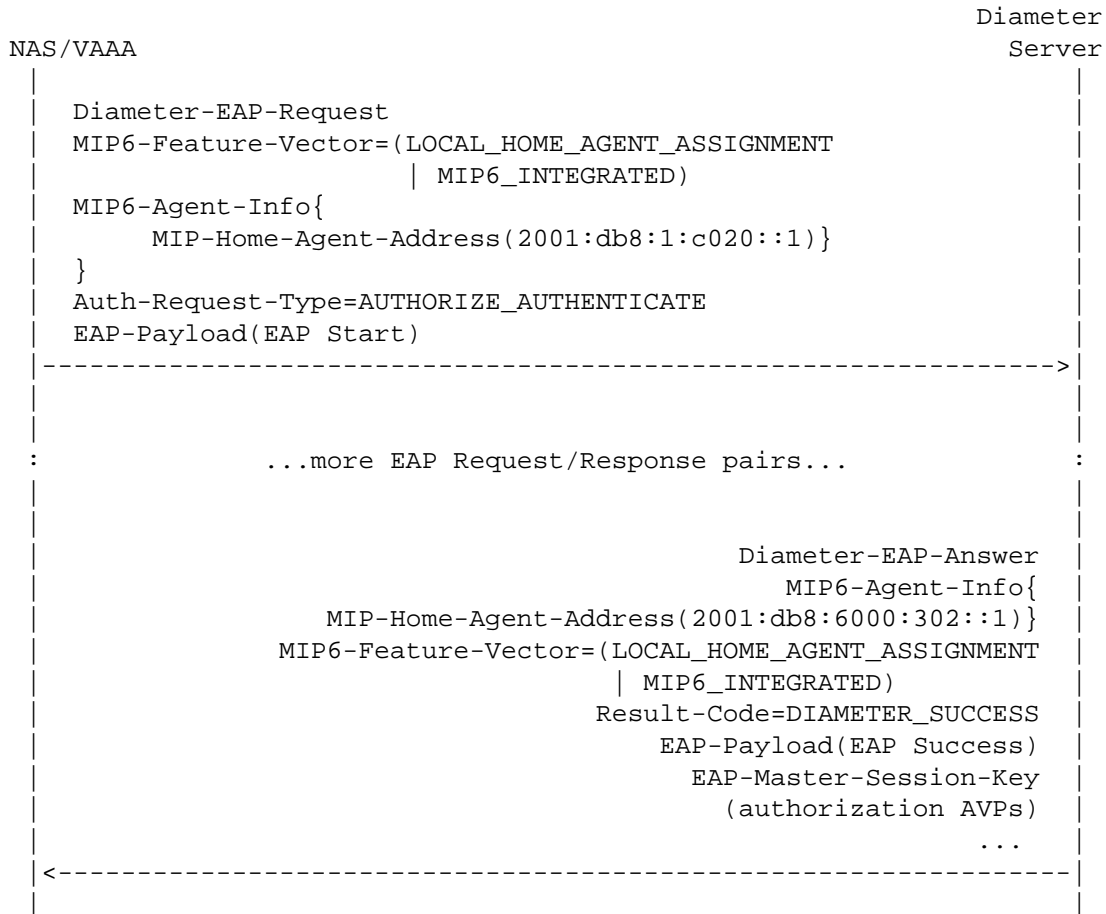 Diameter
NAS/VAAA Server
| |
| Diameter-EAP-Request |
| MIP6-Feature-Vector=(LOCAL_HOME_AGENT_ASSIGNMENT |
| | MIP6_INTEGRATED) |
| MIP6-Agent-Info{ |
| MIP-Home-Agent-Address(2001:db8:1:c020::1)} |
| } |
| Auth-Request-Type=AUTHORIZE_AUTHENTICATE |
| EAP-Payload(EAP Start) |
|---------------------------------------------------------------->|
| |
| |
: ...more EAP Request/Response pairs... :
| |
| |
| Diameter-EAP-Answer |
| MIP6-Agent-Info{ |
| MIP-Home-Agent-Address(2001:db8:6000:302::1)} |
| MIP6-Feature-Vector=(LOCAL_HOME_AGENT_ASSIGNMENT |
| | MIP6_INTEGRATED) |
| Result-Code=DIAMETER_SUCCESS |
| EAP-Payload(EAP Success) |
| EAP-Master-Session-Key |
| (authorization AVPs) |
| ... |
|<----------------------------------------------------------------|
| |